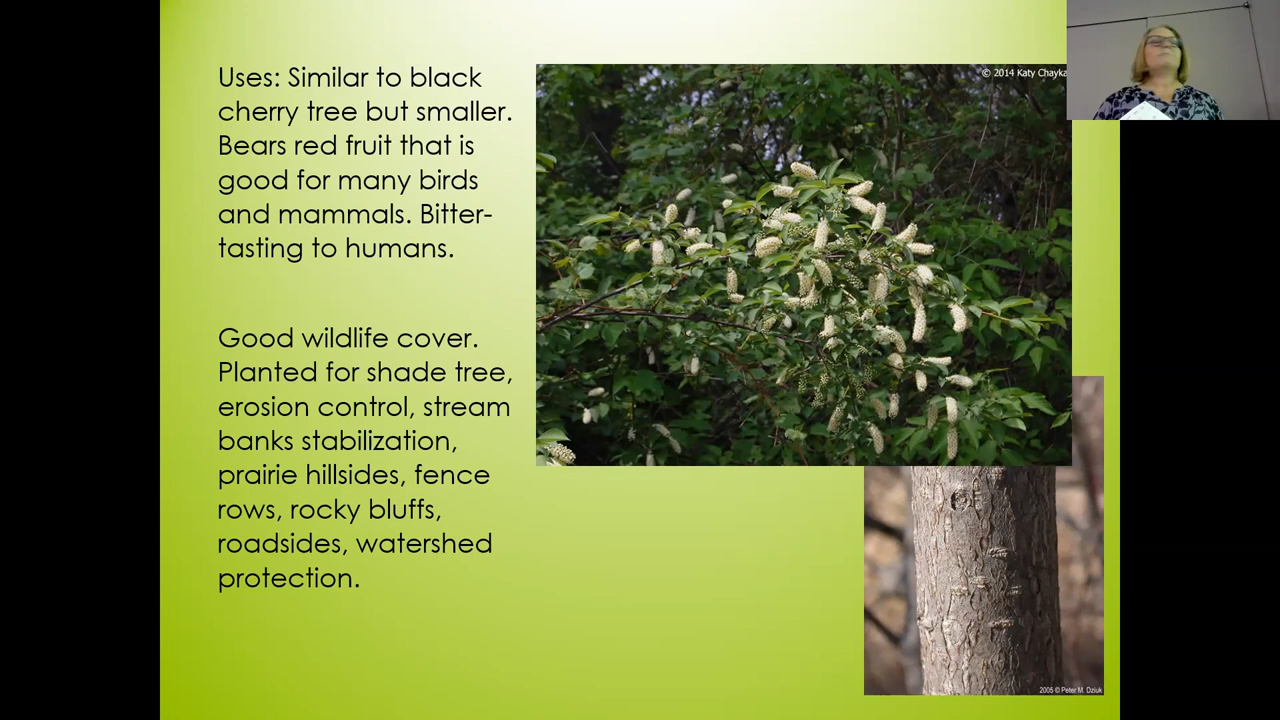 Uses: Similar to black
cherry tree but smaller.
Bears red fruit that is
good for many birds
and mammals. Bitter-
tasting to humans.
Good wildlife cover.
Planted for shade tree,
erosion control, stream
banks stabilization,
prairie hillsides, fence
rows, rocky bluffs,
roadsides, watershed
protection.
© 2014 Katy Chayka
2005 © Peter M. Dziuk